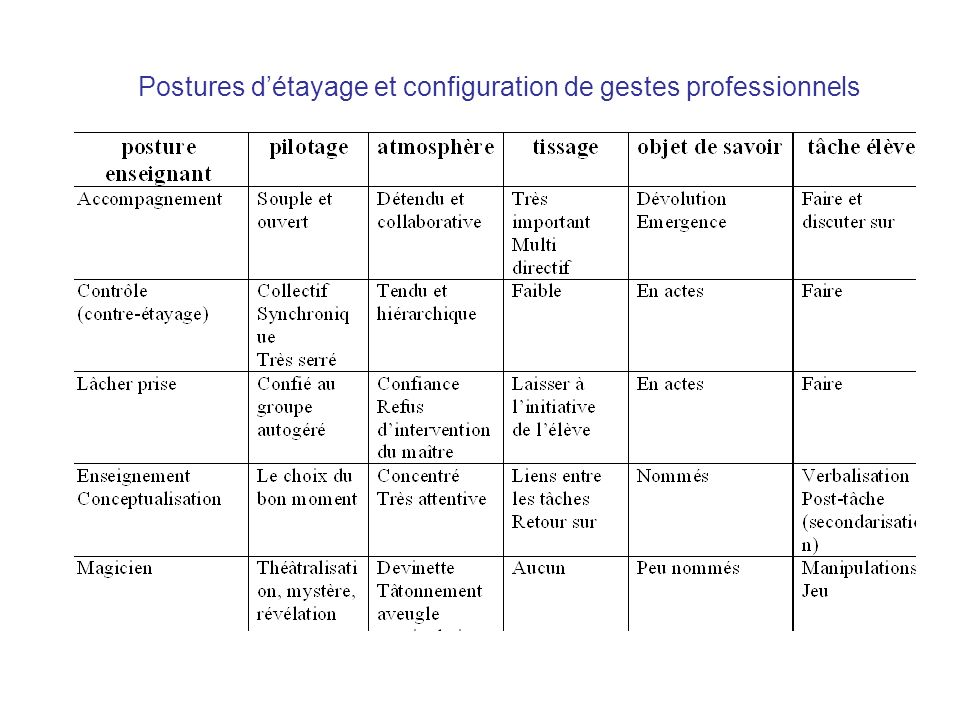 Postures d’étayage et configuration de gestes professionnels
posture enseignant | pilotage | atmosphère | tissage | objet de savoir | tâche élève
Accompagnement | Souple et ouvert | Détendu et collaborative | Très important Multi directif | Dévolution Emergence | Faire et discuter sur
Contrôle (contre-étayage) | Collectif Synchroniq ue Très serré | Tendu et hiérarchique | Faible | En actes | Faire
Lâcher prise | Confié au groupe autogéré | Confiance Refus d’intervention du maître | Laisser à l’initiative de l’élève | En actes | Faire
Enseignement Conceptualisation | Le choix du bon moment | Concentré Très attentive | Liens entre les tâches Retour sur | Nommés | Verbalisation Post-tâche (secondarisatio n)
Magicien | Théâtralisati on, mystère, révélation | Devinette Tâtonnement aveugle | Aucun | Peu nommés | Manipulations Jeu